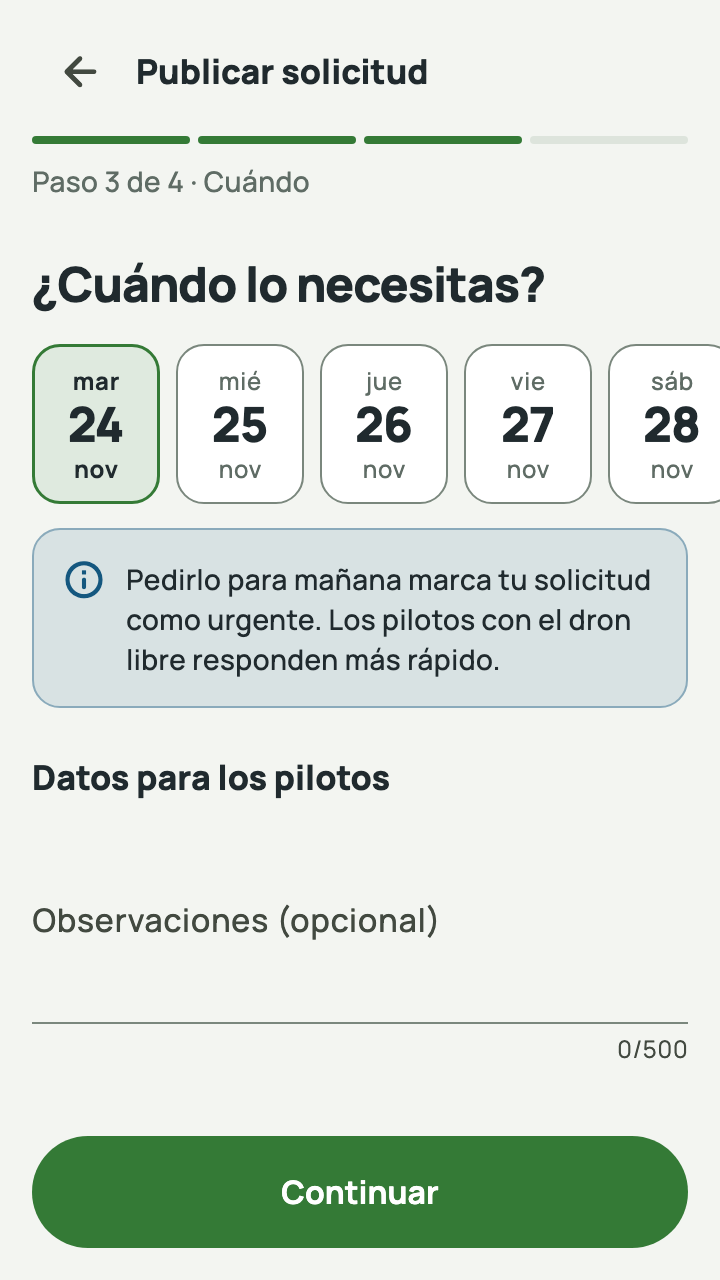 Publicar solicitud
Paso 3 de 4 · Cuándo
¿Cuándo lo necesitas?
mar mié jue vie sáb
24 25 26 27 28
nov nov nov nov nov
Pedirlo para mañana marca tu solicitud
como urgente. Los pilotos con el dron
libre responden más rápido.
Datos para los pilotos
Observaciones (opcional)
0/500
Continuar